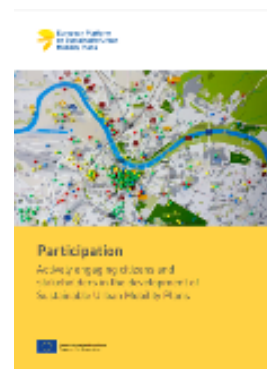 European Platform
on Sustainable Urban
Mobility Plans
Participation
Actively engaging citizens and
stakeholders in the development of
Sustainable Urban Mobility Plans